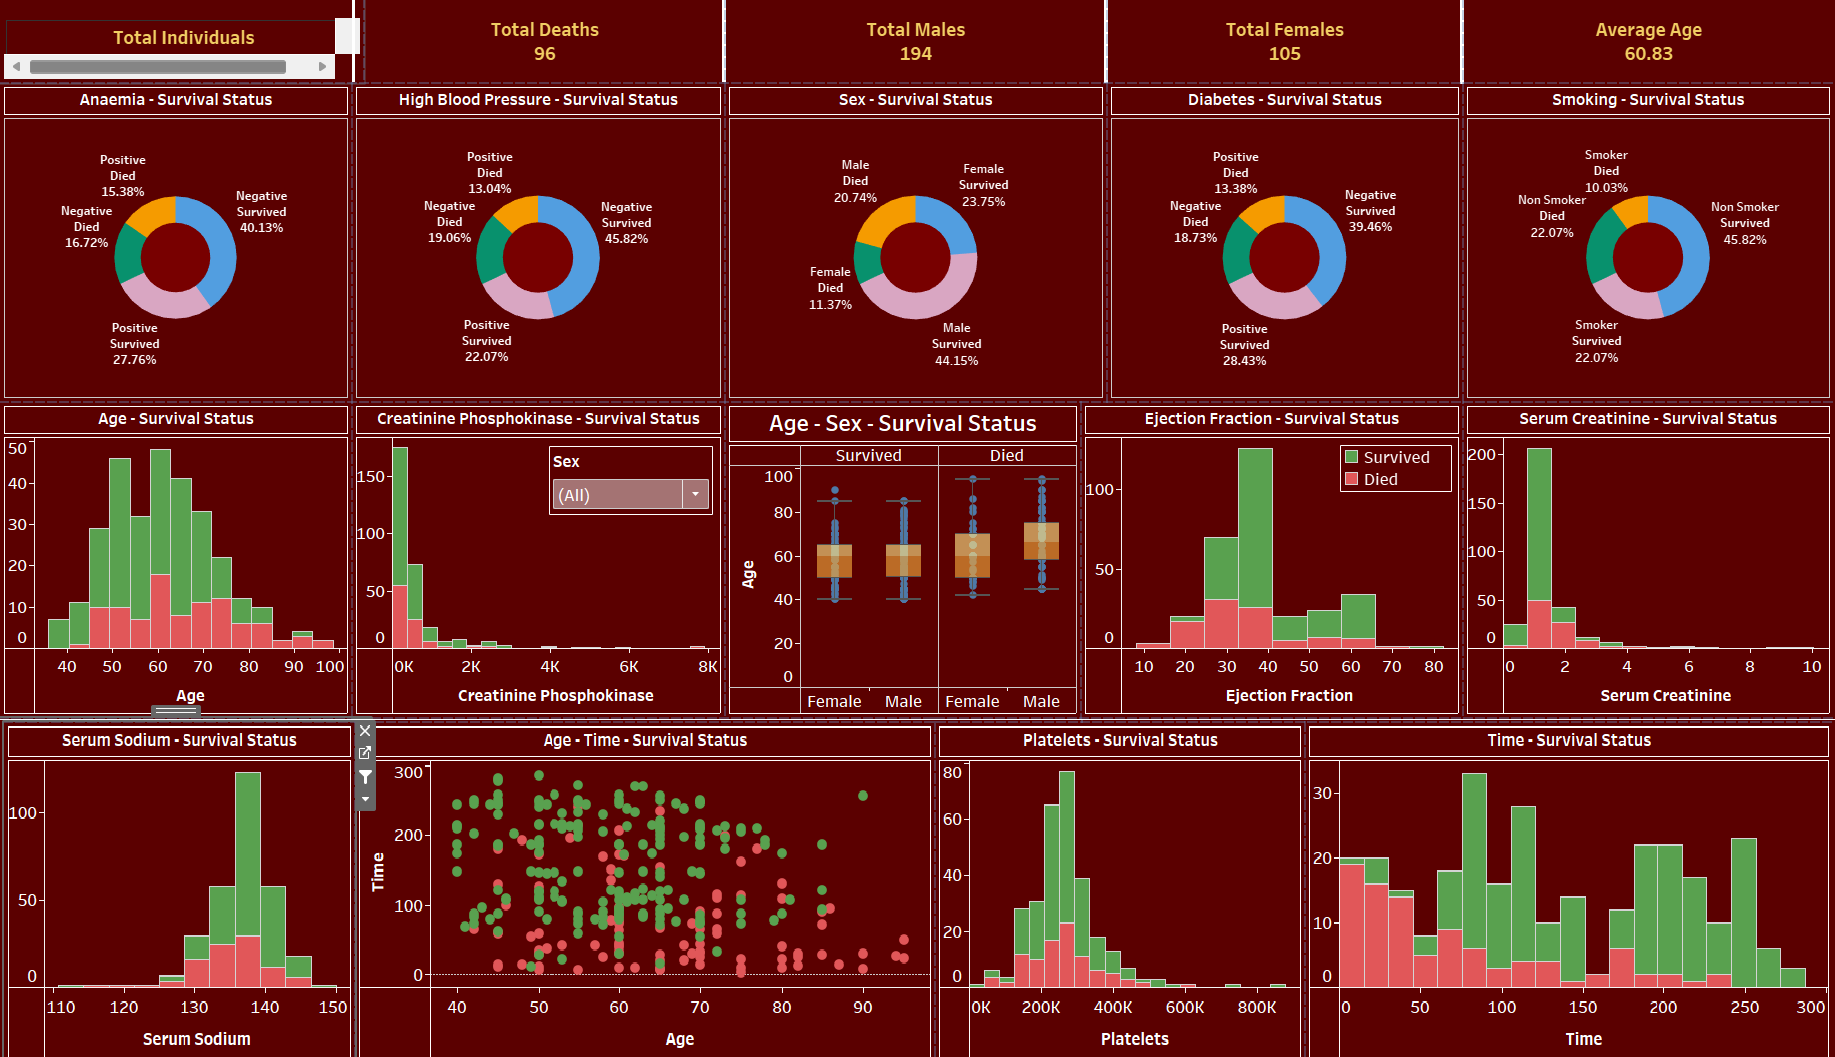 Total Individuals
Total Deaths
96
Total Males
194
Total Females
105
Average Age
60.83
Anaemia - Survival Status
Positive
Died
15.38%
Negative
Survived
40.13%
Negative
Died
16.72%
Positive
Survived
27.76%
High Blood Pressure - Survival Status
Positive
Died
13.04%
Negative
Died
19.06%
Negative
Survived
45.82%
Positive
Survived
22.07%
Sex - Survival Status
Male
Died
20.74%
Female
Survived
23.75%
Female
Died
11.37%
Male
Survived
44.15%
Diabetes - Survival Status
Positive
Died
13.38%
Negative
Survived
39.46%
Negative
Died
18.73%
Positive
Survived
28.43%
Smoking - Survival Status
Smoker
Died
10.03%
Non Smoker
Died
22.07%
Non Smoker
Survived
45.82%
Smoker
Survived
22.07%
Age - Survival Status
50
40
30
20
10
0
40 50 60 70 80 90 100
Age
Creatinine Phosphokinase - Survival Status
Sex
(All)
150
100
50
0
0K 2K 4K 6K 8K
Creatinine Phosphokinase
Age - Sex - Survival Status
Survived Died
100
80
60
40
20
0
Age
Female Male Female Male
Ejection Fraction - Survival Status
Survived
Died
100
50
0
10 20 30 40 50 60 70 80
Ejection Fraction
Serum Creatinine - Survival Status
200
150
100
50
0
0 2 4 6 8 10
Serum Creatinine
Serum Sodium - Survival Status
100
50
0
110 120 130 140 150
Serum Sodium
Age - Time - Survival Status
300
200
100
0
Time
40 50 60 70 80 90
Age
Platelets - Survival Status
80
60
40
20
0
0K 200K 400K 600K 800K
Platelets
Time - Survival Status
30
20
10
0
0 50 100 150 200 250 300
Time